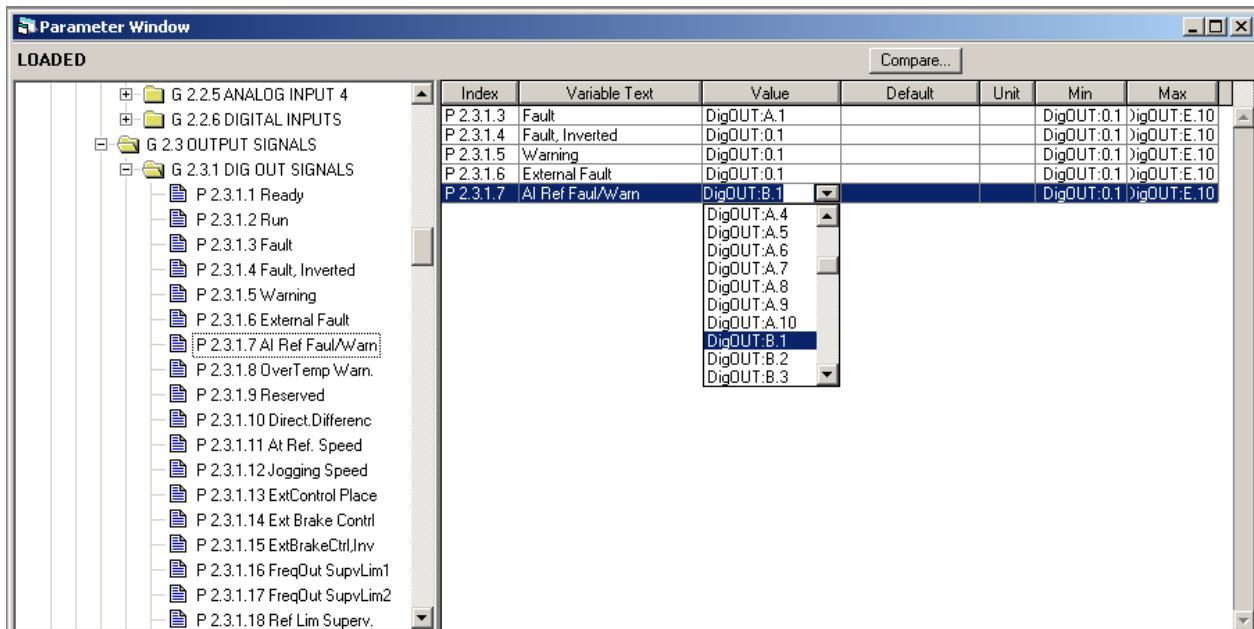 Parameter Window
LOADED
Compare...
G 2.2.5 ANALOG INPUT 4
G 2.2.6 DIGITAL INPUTS
G 2.3 OUTPUT SIGNALS
G 2.3.1 DIG OUT SIGNALS
P 2.3.1.1 Ready
P 2.3.1.2 Run
P 2.3.1.3 Fault
P 2.3.1.4 Fault, Inverted
P 2.3.1.5 Warning
P 2.3.1.6 External Fault
P 2.3.1.7 AI Ref Faul/Warn
P 2.3.1.8 OverTemp Warn.
P 2.3.1.9 Reserved
P 2.3.1.10 Direct.Differenc
P 2.3.1.11 At Ref. Speed
P 2.3.1.12 Jogging Speed
P 2.3.1.13 ExtControl Place
P 2.3.1.14 Ext Brake Contrl
P 2.3.1.15 ExtBrakeCtrl,Inv
P 2.3.1.16 FreqOut SupvLim1
P 2.3.1.17 FreqOut SupvLim2
P 2.3.1.18 Ref Lim Superv.
Index Variable Text Value Default Unit Min Max
P 2.3.1.3 Fault DigOUT:A.1 DigOUT:0.1 DigOUT:E.10
P 2.3.1.4 Fault, Inverted DigOUT:0.1 DigOUT:0.1 DigOUT:E.10
P 2.3.1.5 Warning DigOUT:0.1 DigOUT:0.1 DigOUT:E.10
P 2.3.1.6 External Fault DigOUT:0.1 DigOUT:0.1 DigOUT:E.10
P 2.3.1.7 AI Ref Faul/Warn DigOUT:B.1 DigOUT:0.1 DigOUT:E.10
DigOUT:A.4
DigOUT:A.5
DigOUT:A.6
DigOUT:A.7
DigOUT:A.8
DigOUT:A.9
DigOUT:A.10
DigOUT:B.1
DigOUT:B.2
DigOUT:B.3